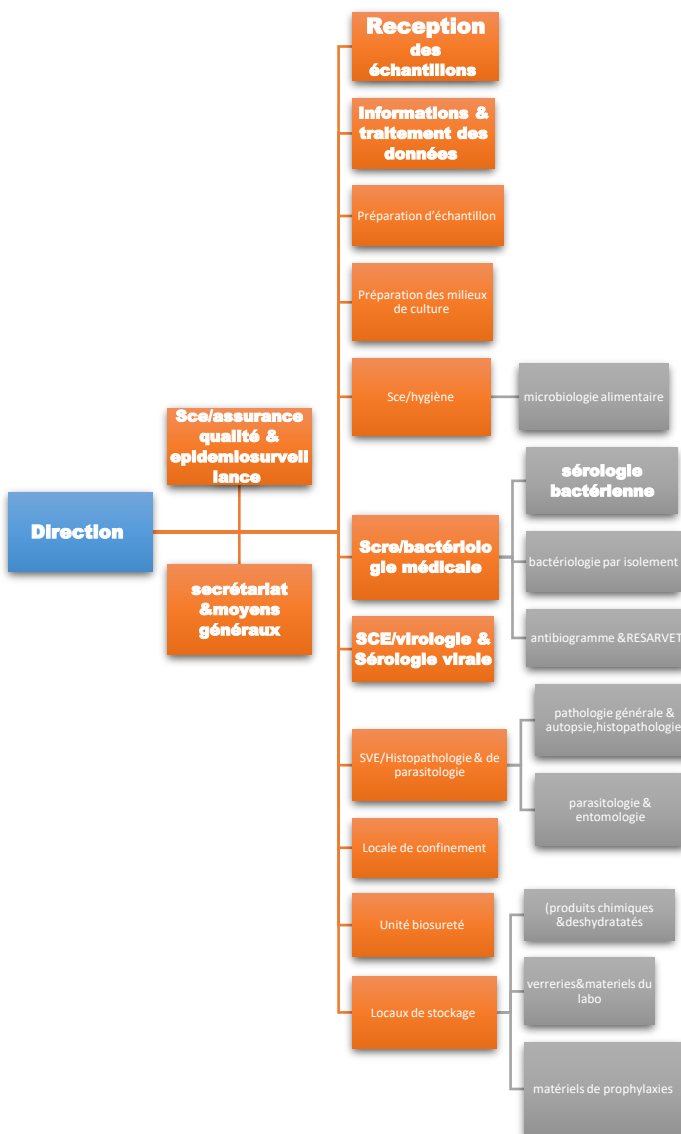 Direction
Sce/assurance
qualité &
epidemiosurveil
lance
secrétariat
&moyens
généraux
Reception
des
échantillons
Informations &
traitement des
données
Préparation d'échantillon
Préparation des milieux
de culture
Sce/hygiène
microbiologie alimentaire
Scre/bactériolo
gie médicale
sérologie
bactérienne
bactériologie par isolement
antibiogramme &RESARVET
SCE/virologie &
Sérologie virale
SVE/Histopathologie & de
parasitologie
pathologie générale &
autopsie,histopathologie
parasitologie &
entomologie
Locale de confinement
Unité biosureté
Locaux de stockage
(produits chimiques
&deshydratatés
verreries&materiels du
labo
matériels de prophylaxies